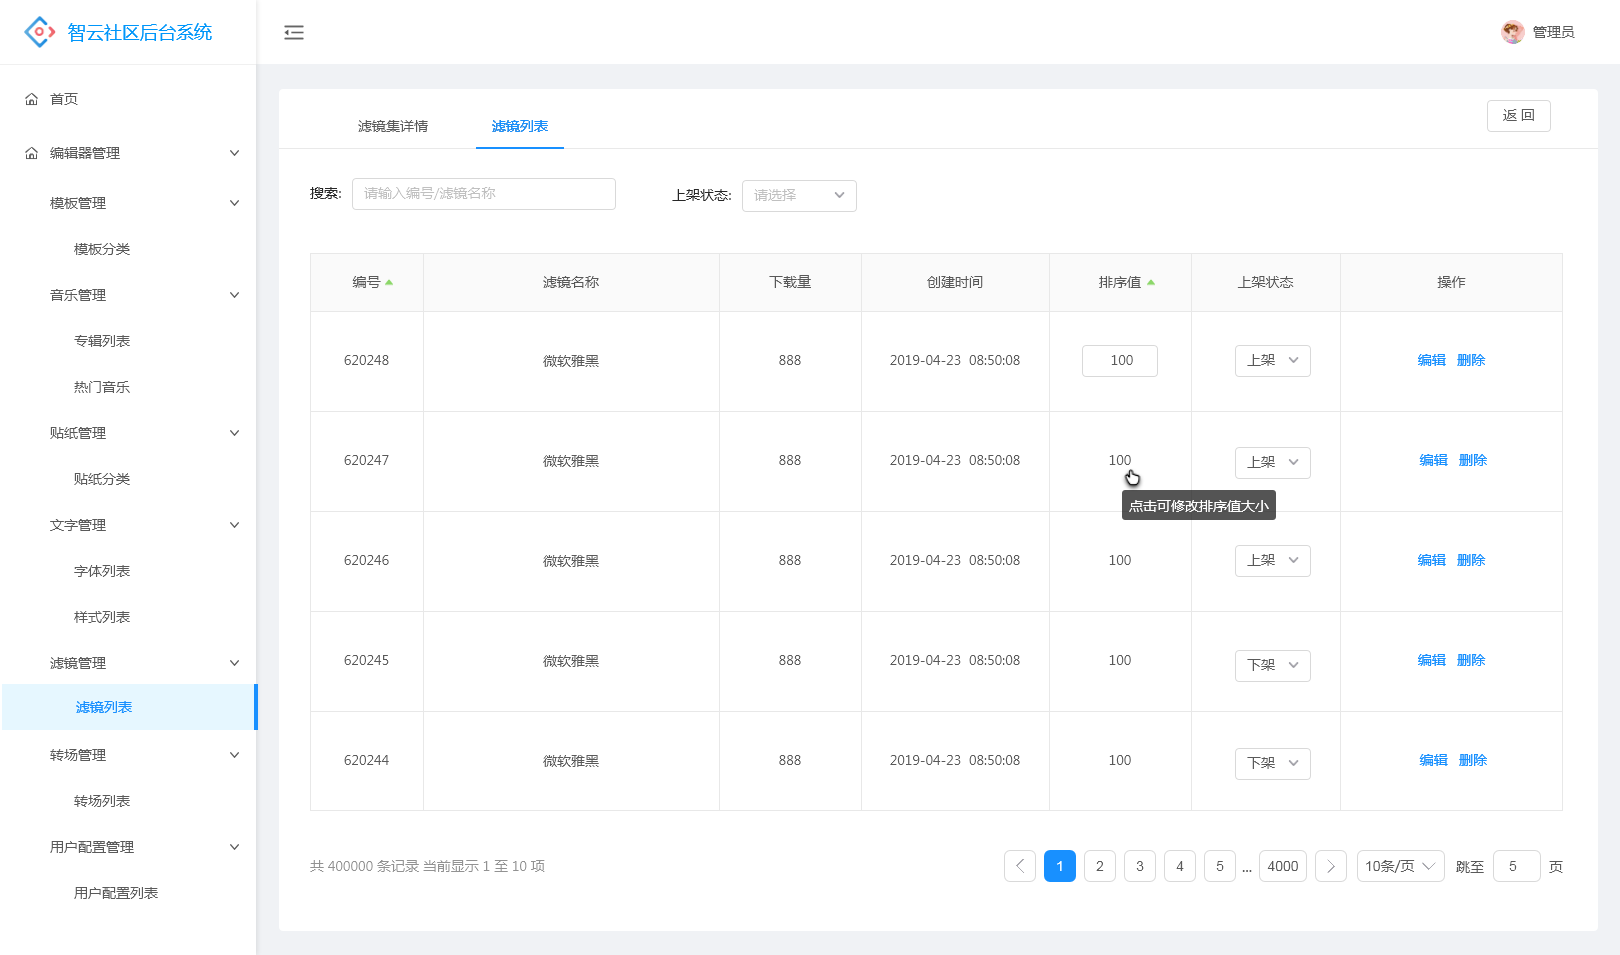 智云社区后台系统
管理员
首页
编辑器管理
模板管理
模板分类
音乐管理
专辑列表
热门音乐
贴纸管理
贴纸分类
文字管理
字体列表
样式列表
滤镜管理
滤镜列表
转场管理
转场列表
用户配置管理
用户配置列表
滤镜集详情 滤镜列表 返 回
搜索: 请输入编号/滤镜名称 上架状态: 请选择
编号 滤镜名称 下载量 创建时间 排序值 上架状态 操作
620248 微软雅黑 888 2019-04-23 08:50:08 100 上架 编辑 删除
620247 微软雅黑 888 2019-04-23 08:50:08 100 上架 编辑 删除
点击可修改排序值大小
620246 微软雅黑 888 2019-04-23 08:50:08 100 上架 编辑 删除
620245 微软雅黑 888 2019-04-23 08:50:08 100 下架 编辑 删除
620244 微软雅黑 888 2019-04-23 08:50:08 100 下架 编辑 删除
共 400000 条记录 当前显示 1 至 10 项 1 2 3 4 5 ... 4000 10条/页 跳至 5 页